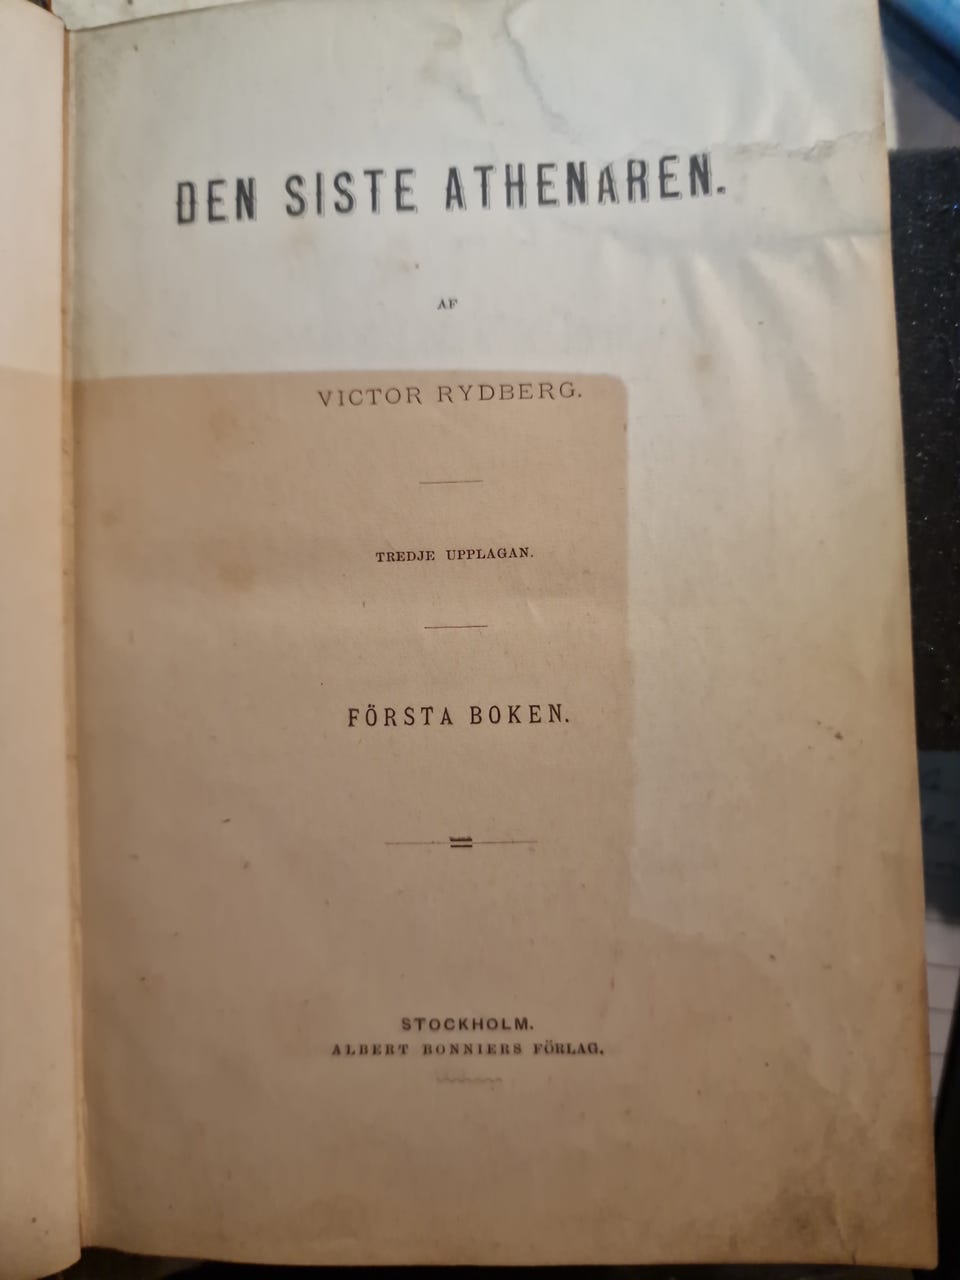 DEN SISTE ATHENAREN.
AF
VICTOR RYDBERG.
TREDJE UPPLAGAN.
FÖRSTA BOKEN.
STOCKHOLM.
ALBERT BONNIERS FÖRLAG.